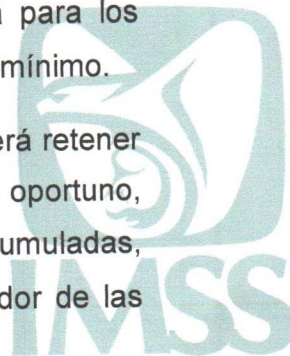 a para los
mínimo.
erá retener
oportuno,
umuladas,
dor de las
IMSS